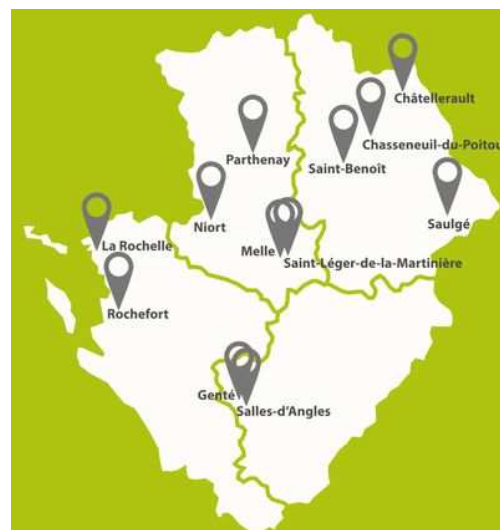 Châtellerault
Chasseneuil-du-Poitou
Parthenay
Saint-Benoît
Saulgé
Niort
La Rochelle
Melle
Saint-Léger-de-la-Martinière
Rochefort
Genté
Salles-d'Angles